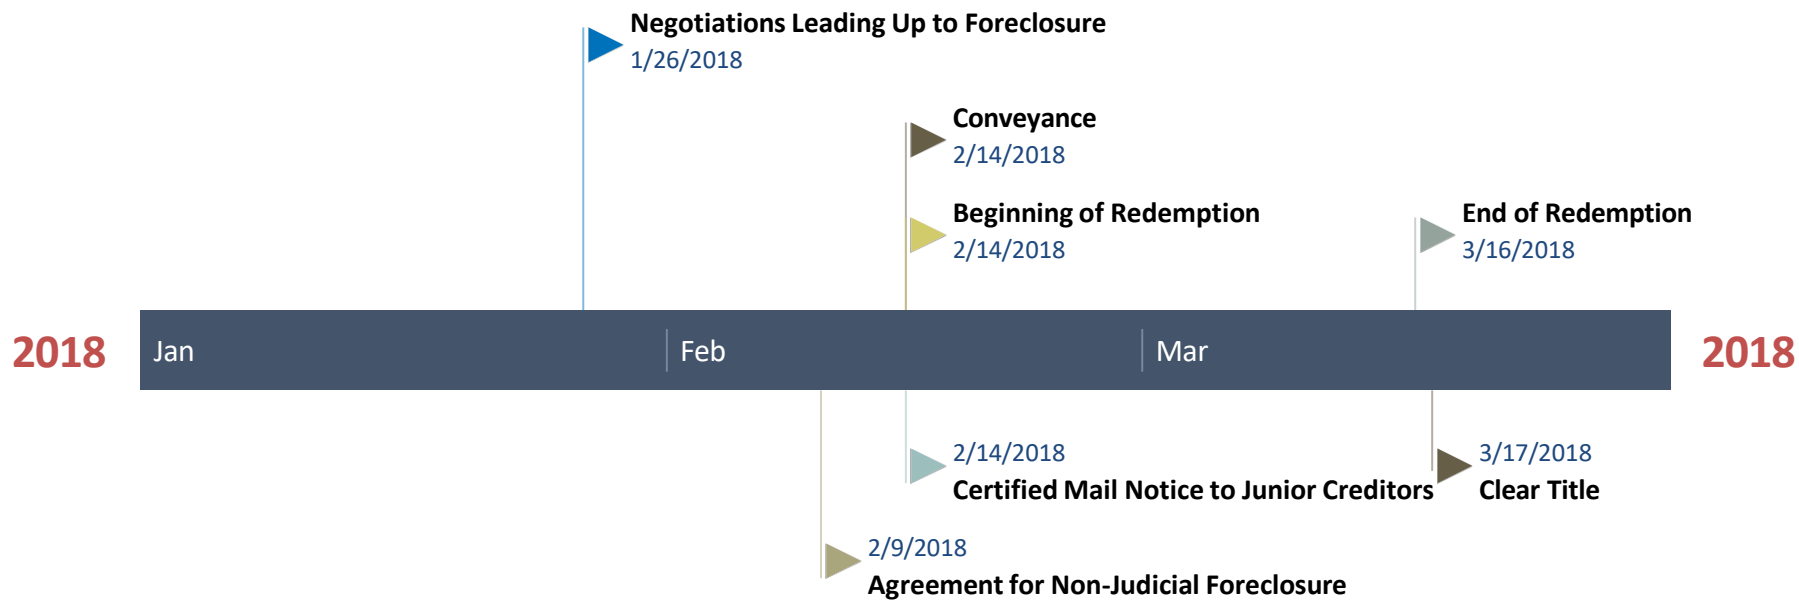 Negotiations Leading Up to Foreclosure
1/26/2018
Conveyance
2/14/2018
Beginning of Redemption
2/14/2018
End of Redemption
3/16/2018
2018
Jan
Feb
Mar
2018
2/14/2018
Certified Mail Notice to Junior Creditors
3/17/2018
Clear Title
2/9/2018
Agreement for Non-Judicial Foreclosure